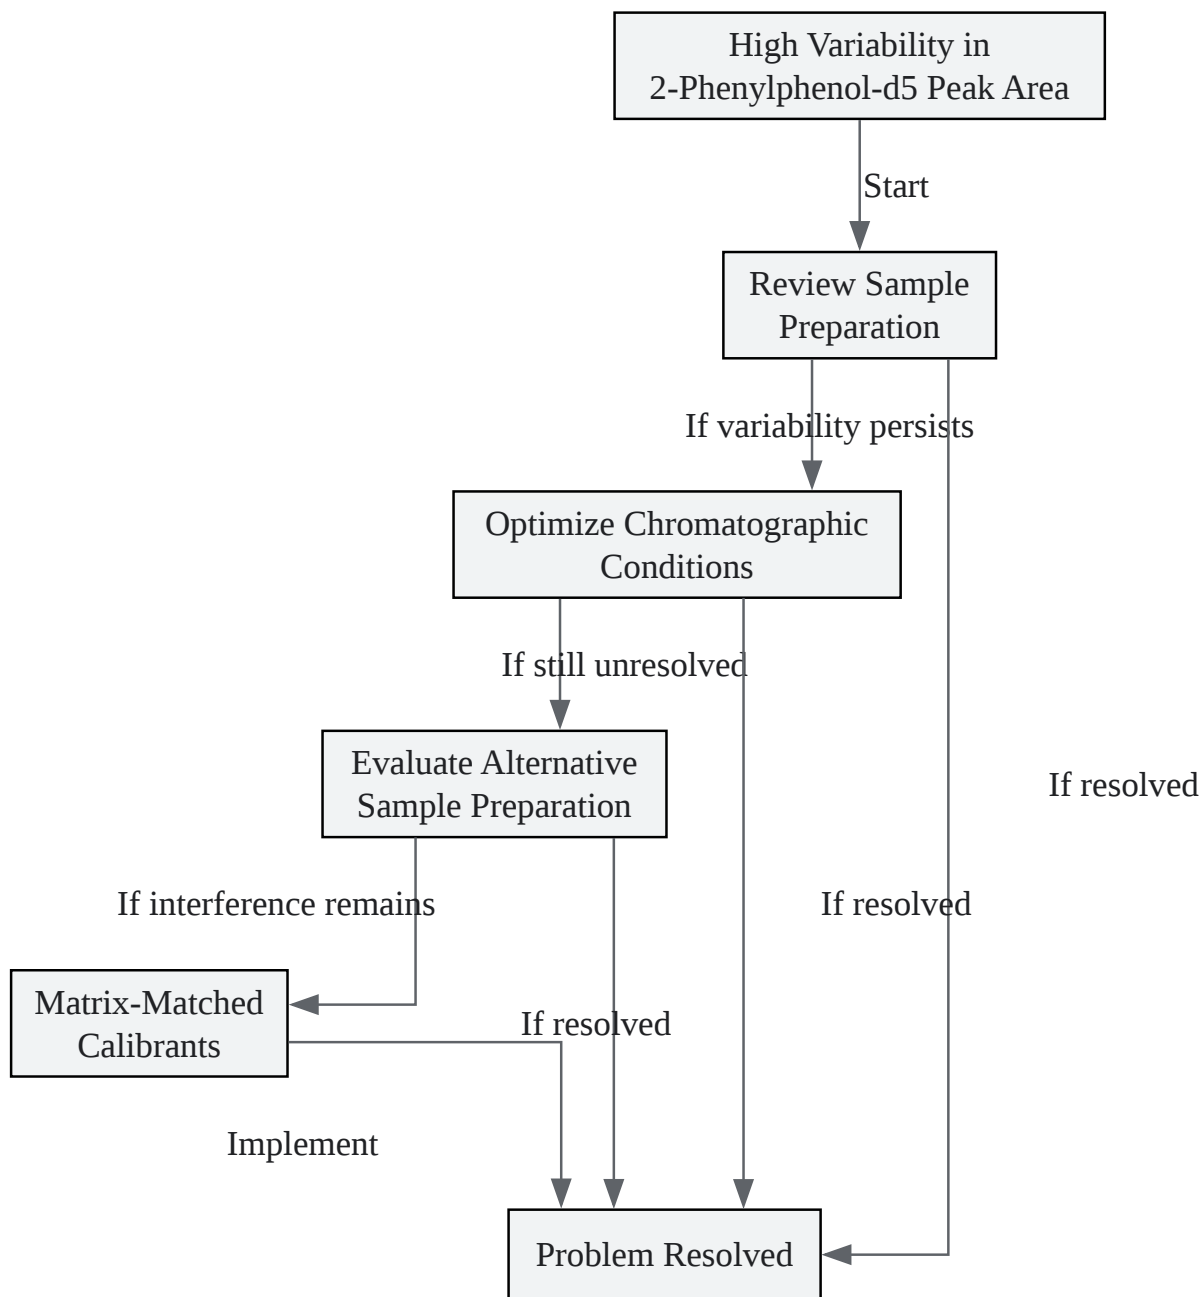 High Variability in
2-Phenylphenol-d5 Peak Area
Start
Review Sample
Preparation
If variability persists
Optimize Chromatographic
Conditions
If still unresolved
Evaluate Alternative
Sample Preparation
If resolved
If interference remains
If resolved
Matrix-Matched
Calibrants
If resolved
Implement
Problem Resolved